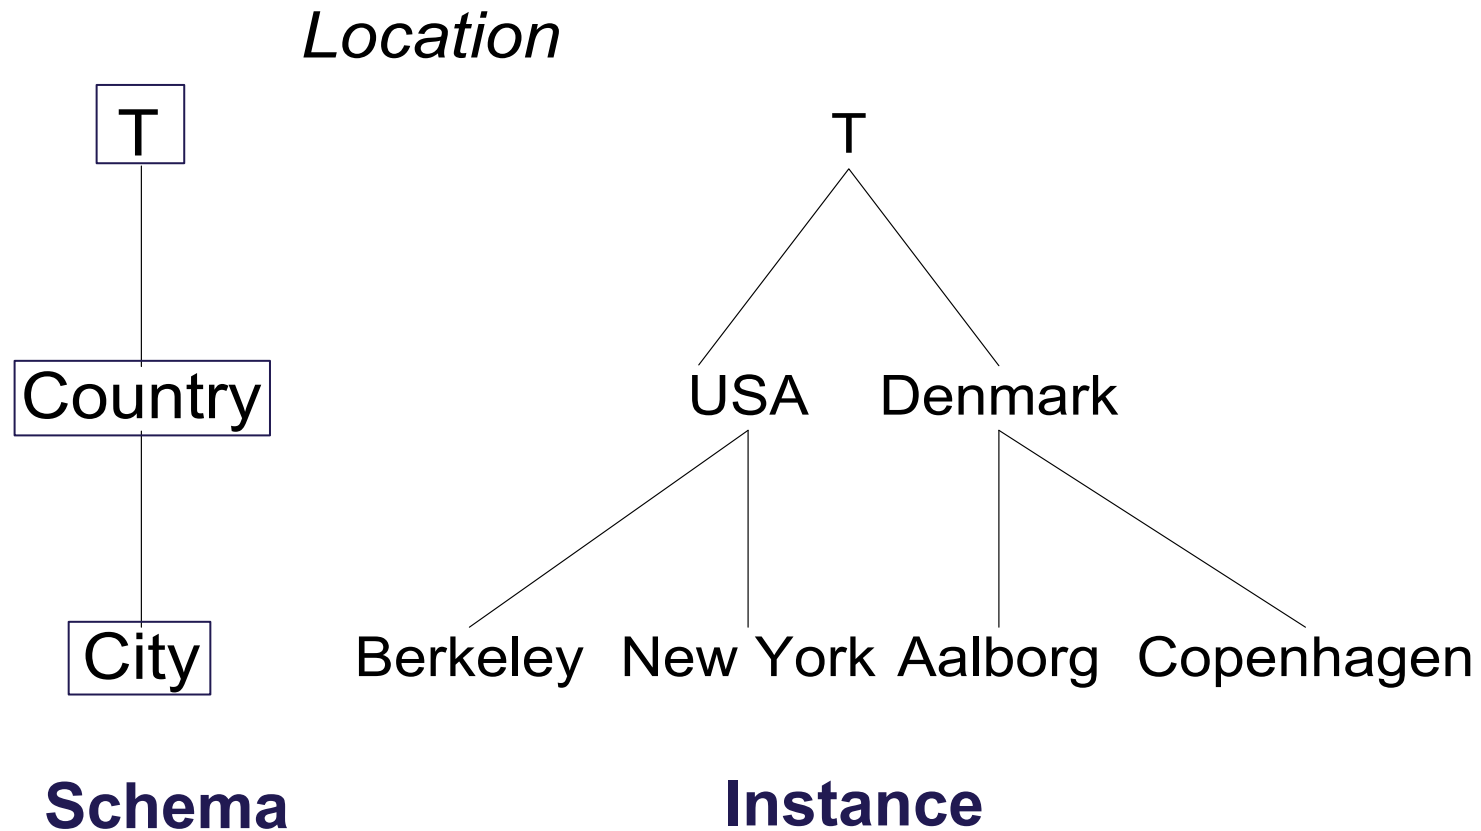 Location
T
T
Country
USA
Denmark
City
Berkeley
New York
Aalborg
Copenhagen
Schema
Instance